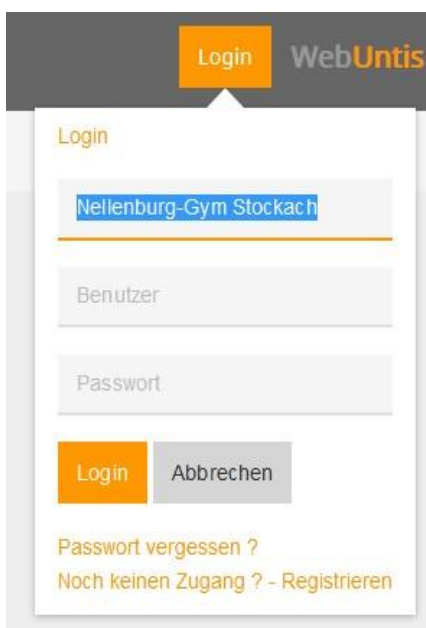 Login WebUntis
Login
Nellenburg-Gym Stockach
Benutzer
Passwort
Login Abbrechen
Passwort vergessen ?
Noch keinen Zugang ? - Registrieren